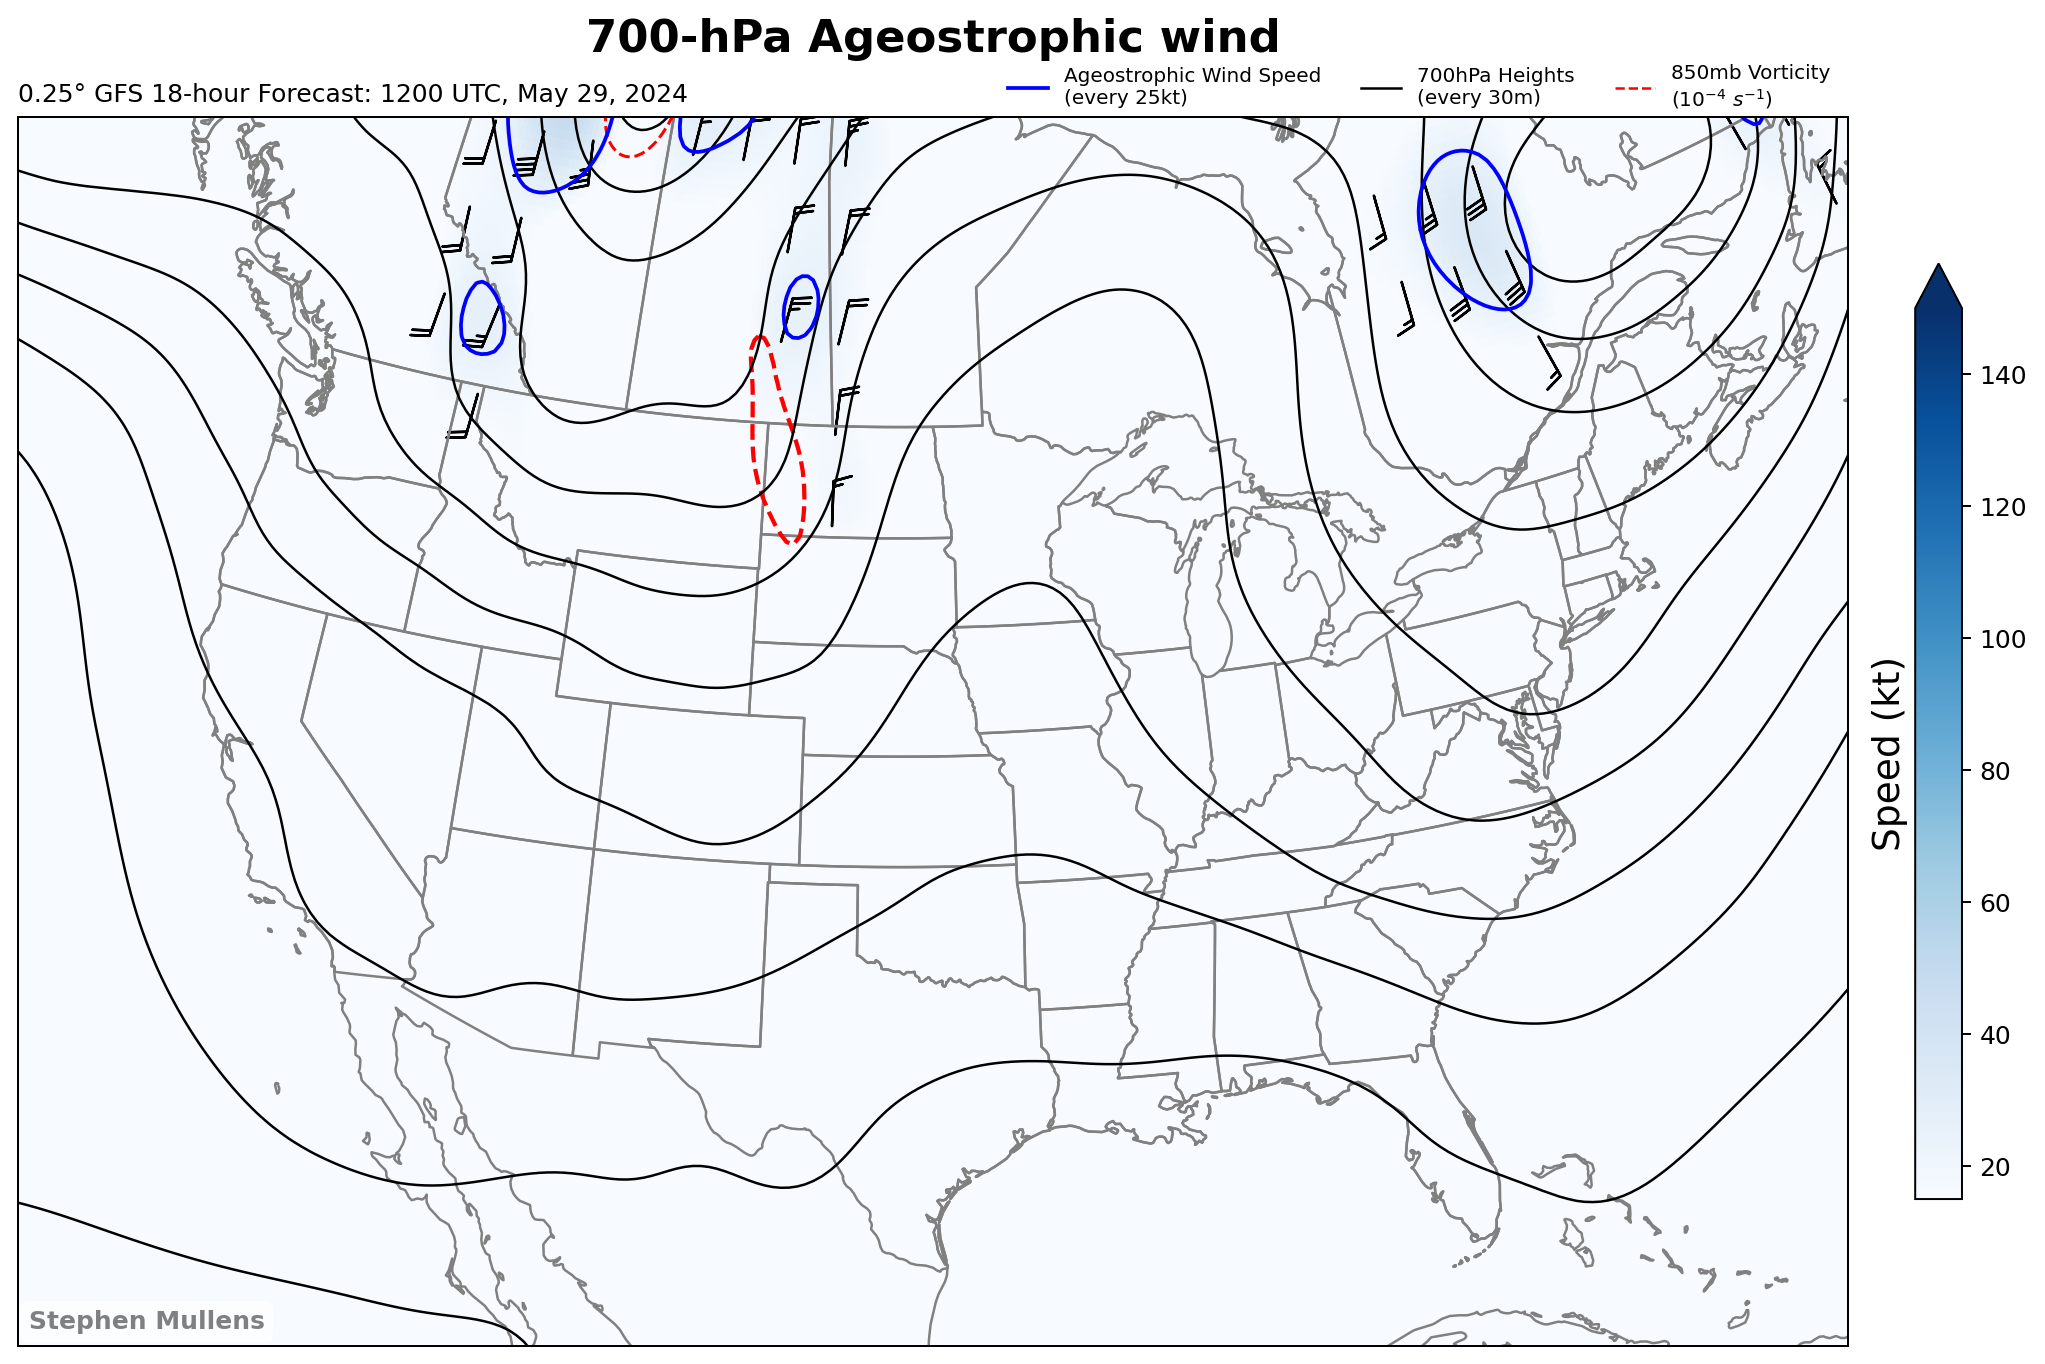 700-hPa Ageostrophic wind
0.25° GFS 18-hour Forecast: 1200 UTC, May 29, 2024
Ageostrophic Wind Speed
(every 25kt)
700hPa Heights
(every 30m)
850mb Vorticity
(10⁻⁴ s⁻¹)
140
120
100
80
60
40
20
Speed (kt)
Stephen Mullens